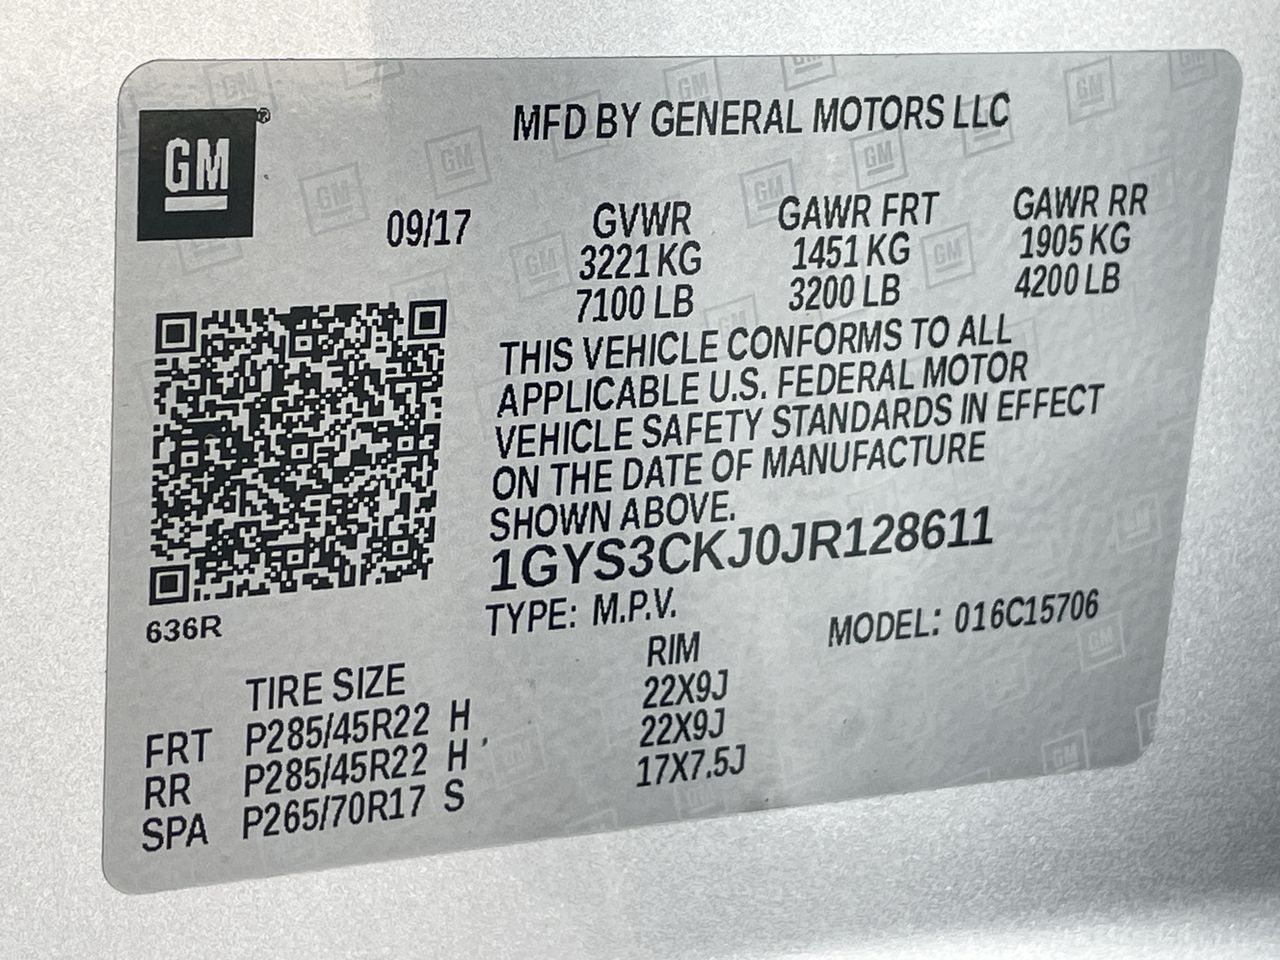 GM®
MFD BY GENERAL MOTORS LLC
09/17
GVWR GAWR FRT GAWR RR
3221 KG 1451 KG 1905 KG
7100 LB 3200 LB 4200 LB
THIS VEHICLE CONFORMS TO ALL
APPLICABLE U.S. FEDERAL MOTOR
VEHICLE SAFETY STANDARDS IN EFFECT
ON THE DATE OF MANUFACTURE
SHOWN ABOVE.
1GYS3CKJ0JR128611
636R
TYPE: M.P.V. MODEL: 016C15706
TIRE SIZE RIM
FRT P285/45R22 H 22X9J
RR P285/45R22 H 22X9J
SPA P265/70R17 S 17X7.5J